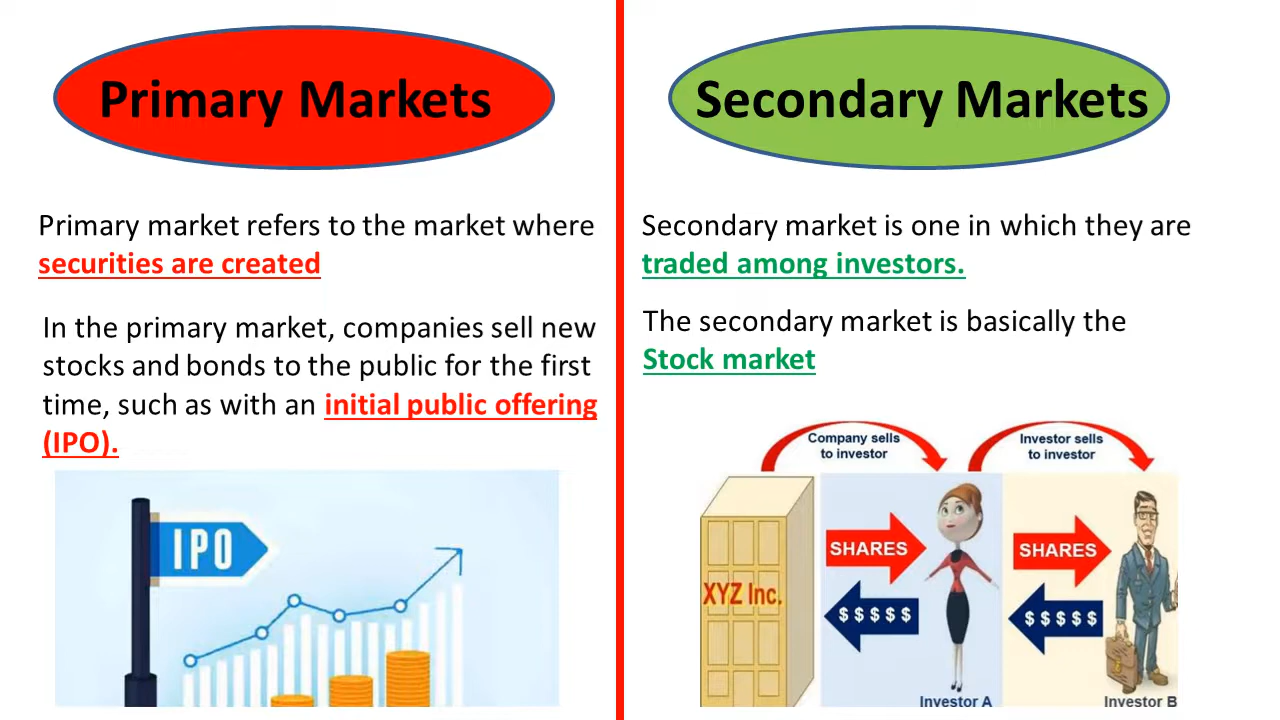 Primary Markets
Primary market refers to the market where
securities are created
In the primary market, companies sell new
stocks and bonds to the public for the first
time, such as with an initial public offering
(IPO).
IPO
Secondary Markets
Secondary market is one in which they are
traded among investors.
The secondary market is basically the
Stock market
Company sells
to investor
Investor sells
to investor
SHARES
SHARES
XYZ Inc.
$ $ $ $ $
$ $ $ $ $
Investor A
Investor B